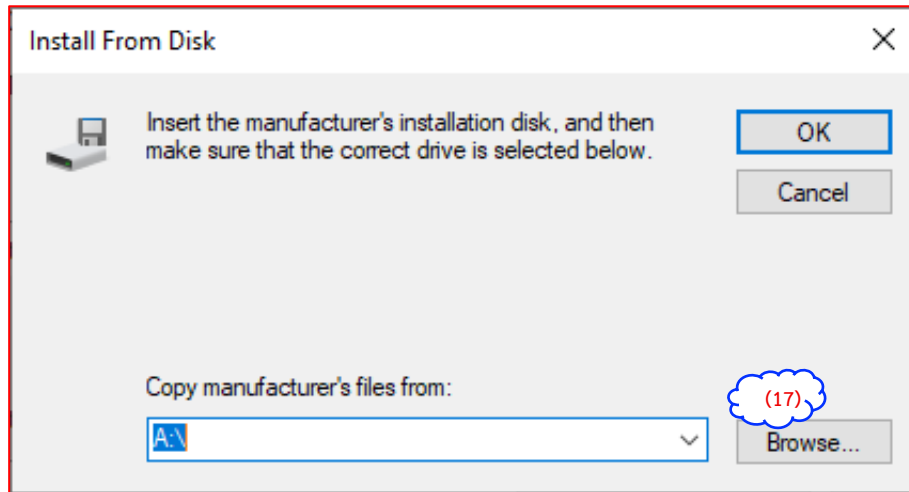 Install From Disk
Insert the manufacturer's installation disk, and then
make sure that the correct drive is selected below.
OK
Cancel
Copy manufacturer's files from:
(17)
A:\
Browse...